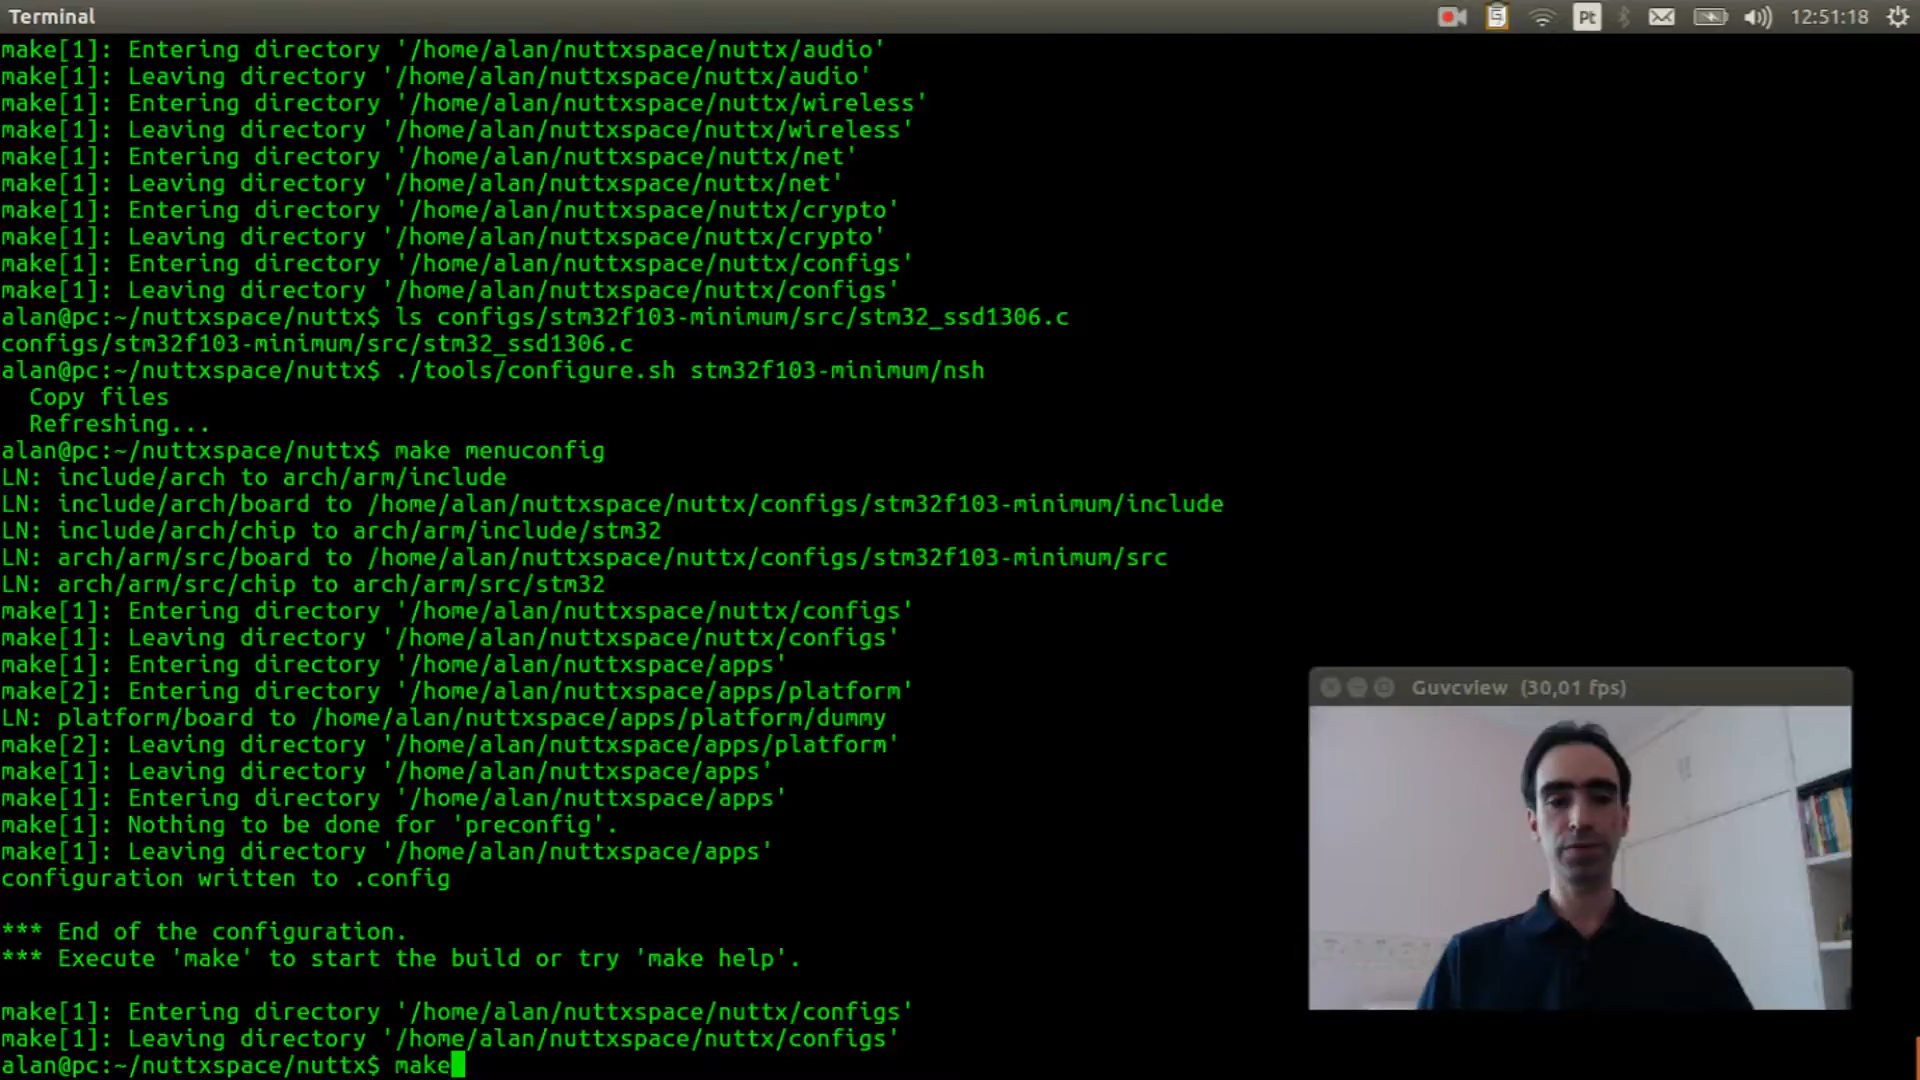 Terminal
Pt
12:51:18
make[1]: Entering directory '/home/alan/nuttxspace/nuttx/audio'
make[1]: Leaving directory '/home/alan/nuttxspace/nuttx/audio'
make[1]: Entering directory '/home/alan/nuttxspace/nuttx/wireless'
make[1]: Leaving directory '/home/alan/nuttxspace/nuttx/wireless'
make[1]: Entering directory '/home/alan/nuttxspace/nuttx/net'
make[1]: Leaving directory '/home/alan/nuttxspace/nuttx/net'
make[1]: Entering directory '/home/alan/nuttxspace/nuttx/crypto'
make[1]: Leaving directory '/home/alan/nuttxspace/nuttx/crypto'
make[1]: Entering directory '/home/alan/nuttxspace/nuttx/configs'
make[1]: Leaving directory '/home/alan/nuttxspace/nuttx/configs'
alan@pc:~/nuttxspace/nuttx$ ls configs/stm32f103-minimum/src/stm32_ssd1306.c
configs/stm32f103-minimum/src/stm32_ssd1306.c
alan@pc:~/nuttxspace/nuttx$ ./tools/configure.sh stm32f103-minimum/nsh
  Copy files
  Refreshing...
alan@pc:~/nuttxspace/nuttx$ make menuconfig
LN: include/arch to arch/arm/include
LN: include/arch/board to /home/alan/nuttxspace/nuttx/configs/stm32f103-minimum/include
LN: include/arch/chip to arch/arm/include/stm32
LN: arch/arm/src/board to /home/alan/nuttxspace/nuttx/configs/stm32f103-minimum/src
LN: arch/arm/src/chip to arch/arm/src/stm32
make[1]: Entering directory '/home/alan/nuttxspace/nuttx/configs'
make[1]: Leaving directory '/home/alan/nuttxspace/nuttx/configs'
make[1]: Entering directory '/home/alan/nuttxspace/apps'
make[2]: Entering directory '/home/alan/nuttxspace/apps/platform'
LN: platform/board to /home/alan/nuttxspace/apps/platform/dummy
make[2]: Leaving directory '/home/alan/nuttxspace/apps/platform'
make[1]: Leaving directory '/home/alan/nuttxspace/apps'
make[1]: Entering directory '/home/alan/nuttxspace/apps'
make[1]: Nothing to be done for 'preconfig'.
make[1]: Leaving directory '/home/alan/nuttxspace/apps'
configuration written to .config
*** End of the configuration.
*** Execute 'make' to start the build or try 'make help'.
make[1]: Entering directory '/home/alan/nuttxspace/nuttx/configs'
make[1]: Leaving directory '/home/alan/nuttxspace/nuttx/configs'
alan@pc:~/nuttxspace/nuttx$ make
Guvcview (30,01 fps)